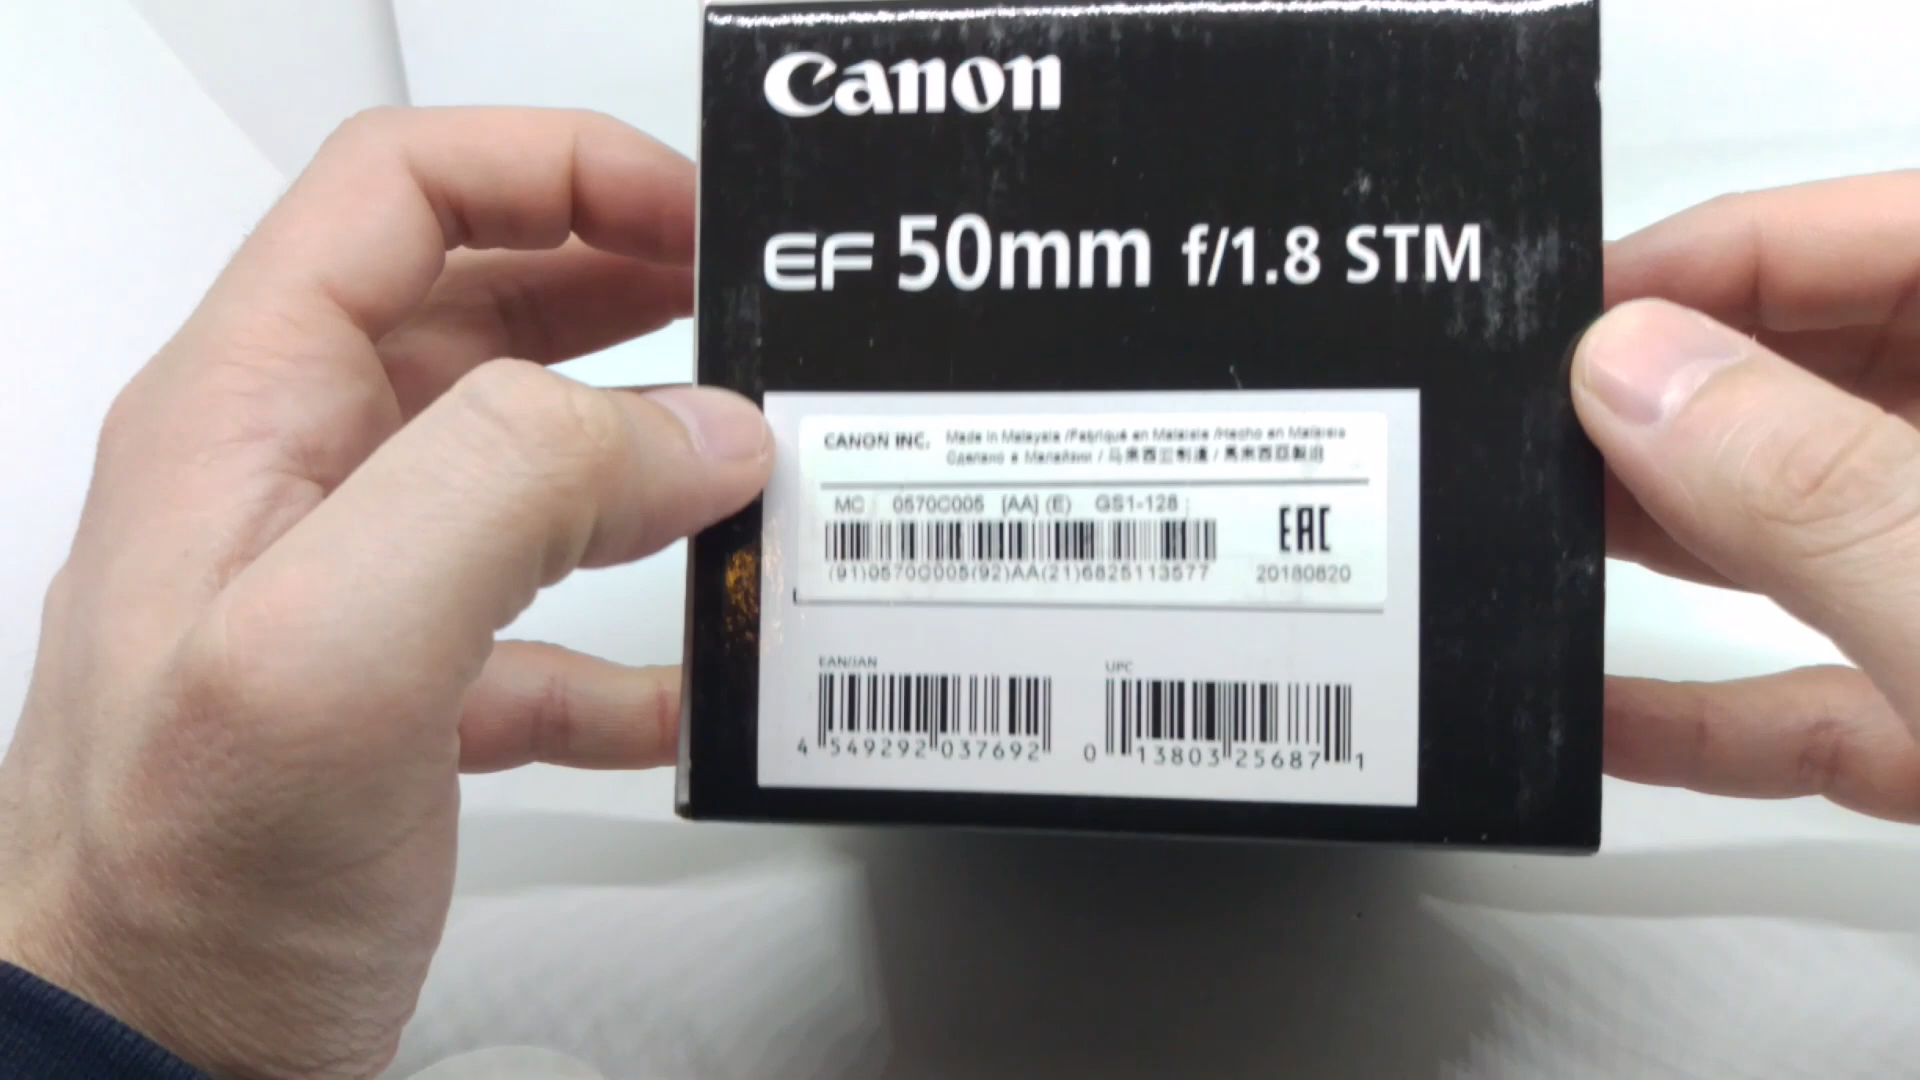 Canon
EF 50mm f/1.8 STM
CANON INC. Made in Malaysia /Fabriqué en Malaisie /Hecho en Malaisia
Сделано в Малайзии / 马来西亚制造 / 馬來西亞製造
MC 0570C005 [AA] (E) GS1-128
EAC
(91)0570C005(92)AA(21)6825113577 20180820
EAN/JAN UPC
4 549292 037692 0 13803 25687 1